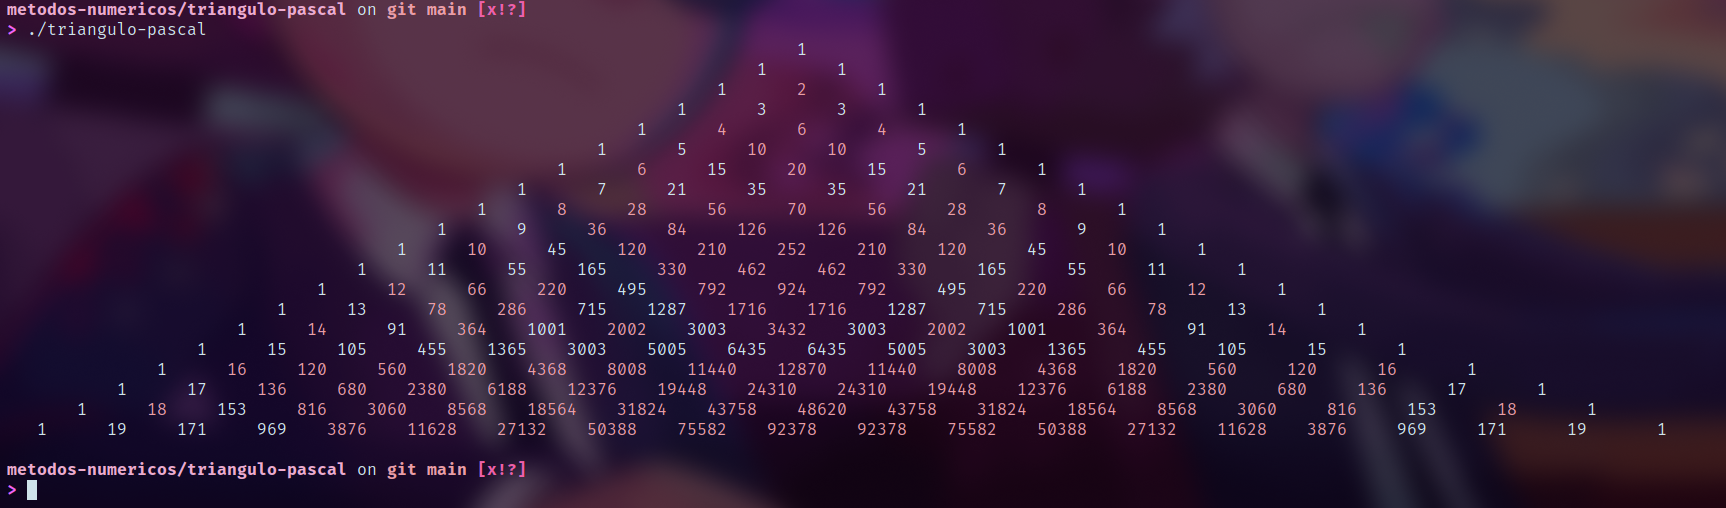 metodos-numericos/triangulo-pascal on git main [x!?]
> ./triangulo-pascal
1
1 1
1 2 1
1 3 3 1
1 4 6 4 1
1 5 10 10 5 1
1 6 15 20 15 6 1
1 7 21 35 35 21 7 1
1 8 28 56 70 56 28 8 1
1 9 36 84 126 126 84 36 9 1
1 10 45 120 210 252 210 120 45 10 1
1 11 55 165 330 462 462 330 165 55 11 1
1 12 66 220 495 792 924 792 495 220 66 12 1
1 13 78 286 715 1287 1716 1716 1287 715 286 78 13 1
1 14 91 364 1001 2002 3003 3432 3003 2002 1001 364 91 14 1
1 15 105 455 1365 3003 5005 6435 6435 5005 3003 1365 455 105 15 1
1 16 120 560 1820 4368 8008 11440 12870 11440 8008 4368 1820 560 120 16 1
1 17 136 680 2380 6188 12376 19448 24310 24310 19448 12376 6188 2380 680 136 17 1
1 18 153 816 3060 8568 18564 31824 43758 48620 43758 31824 18564 8568 3060 816 153 18 1
1 19 171 969 3876 11628 27132 50388 75582 92378 92378 75582 50388 27132 11628 3876 969 171 19 1
metodos-numericos/triangulo-pascal on git main [x!?]
>